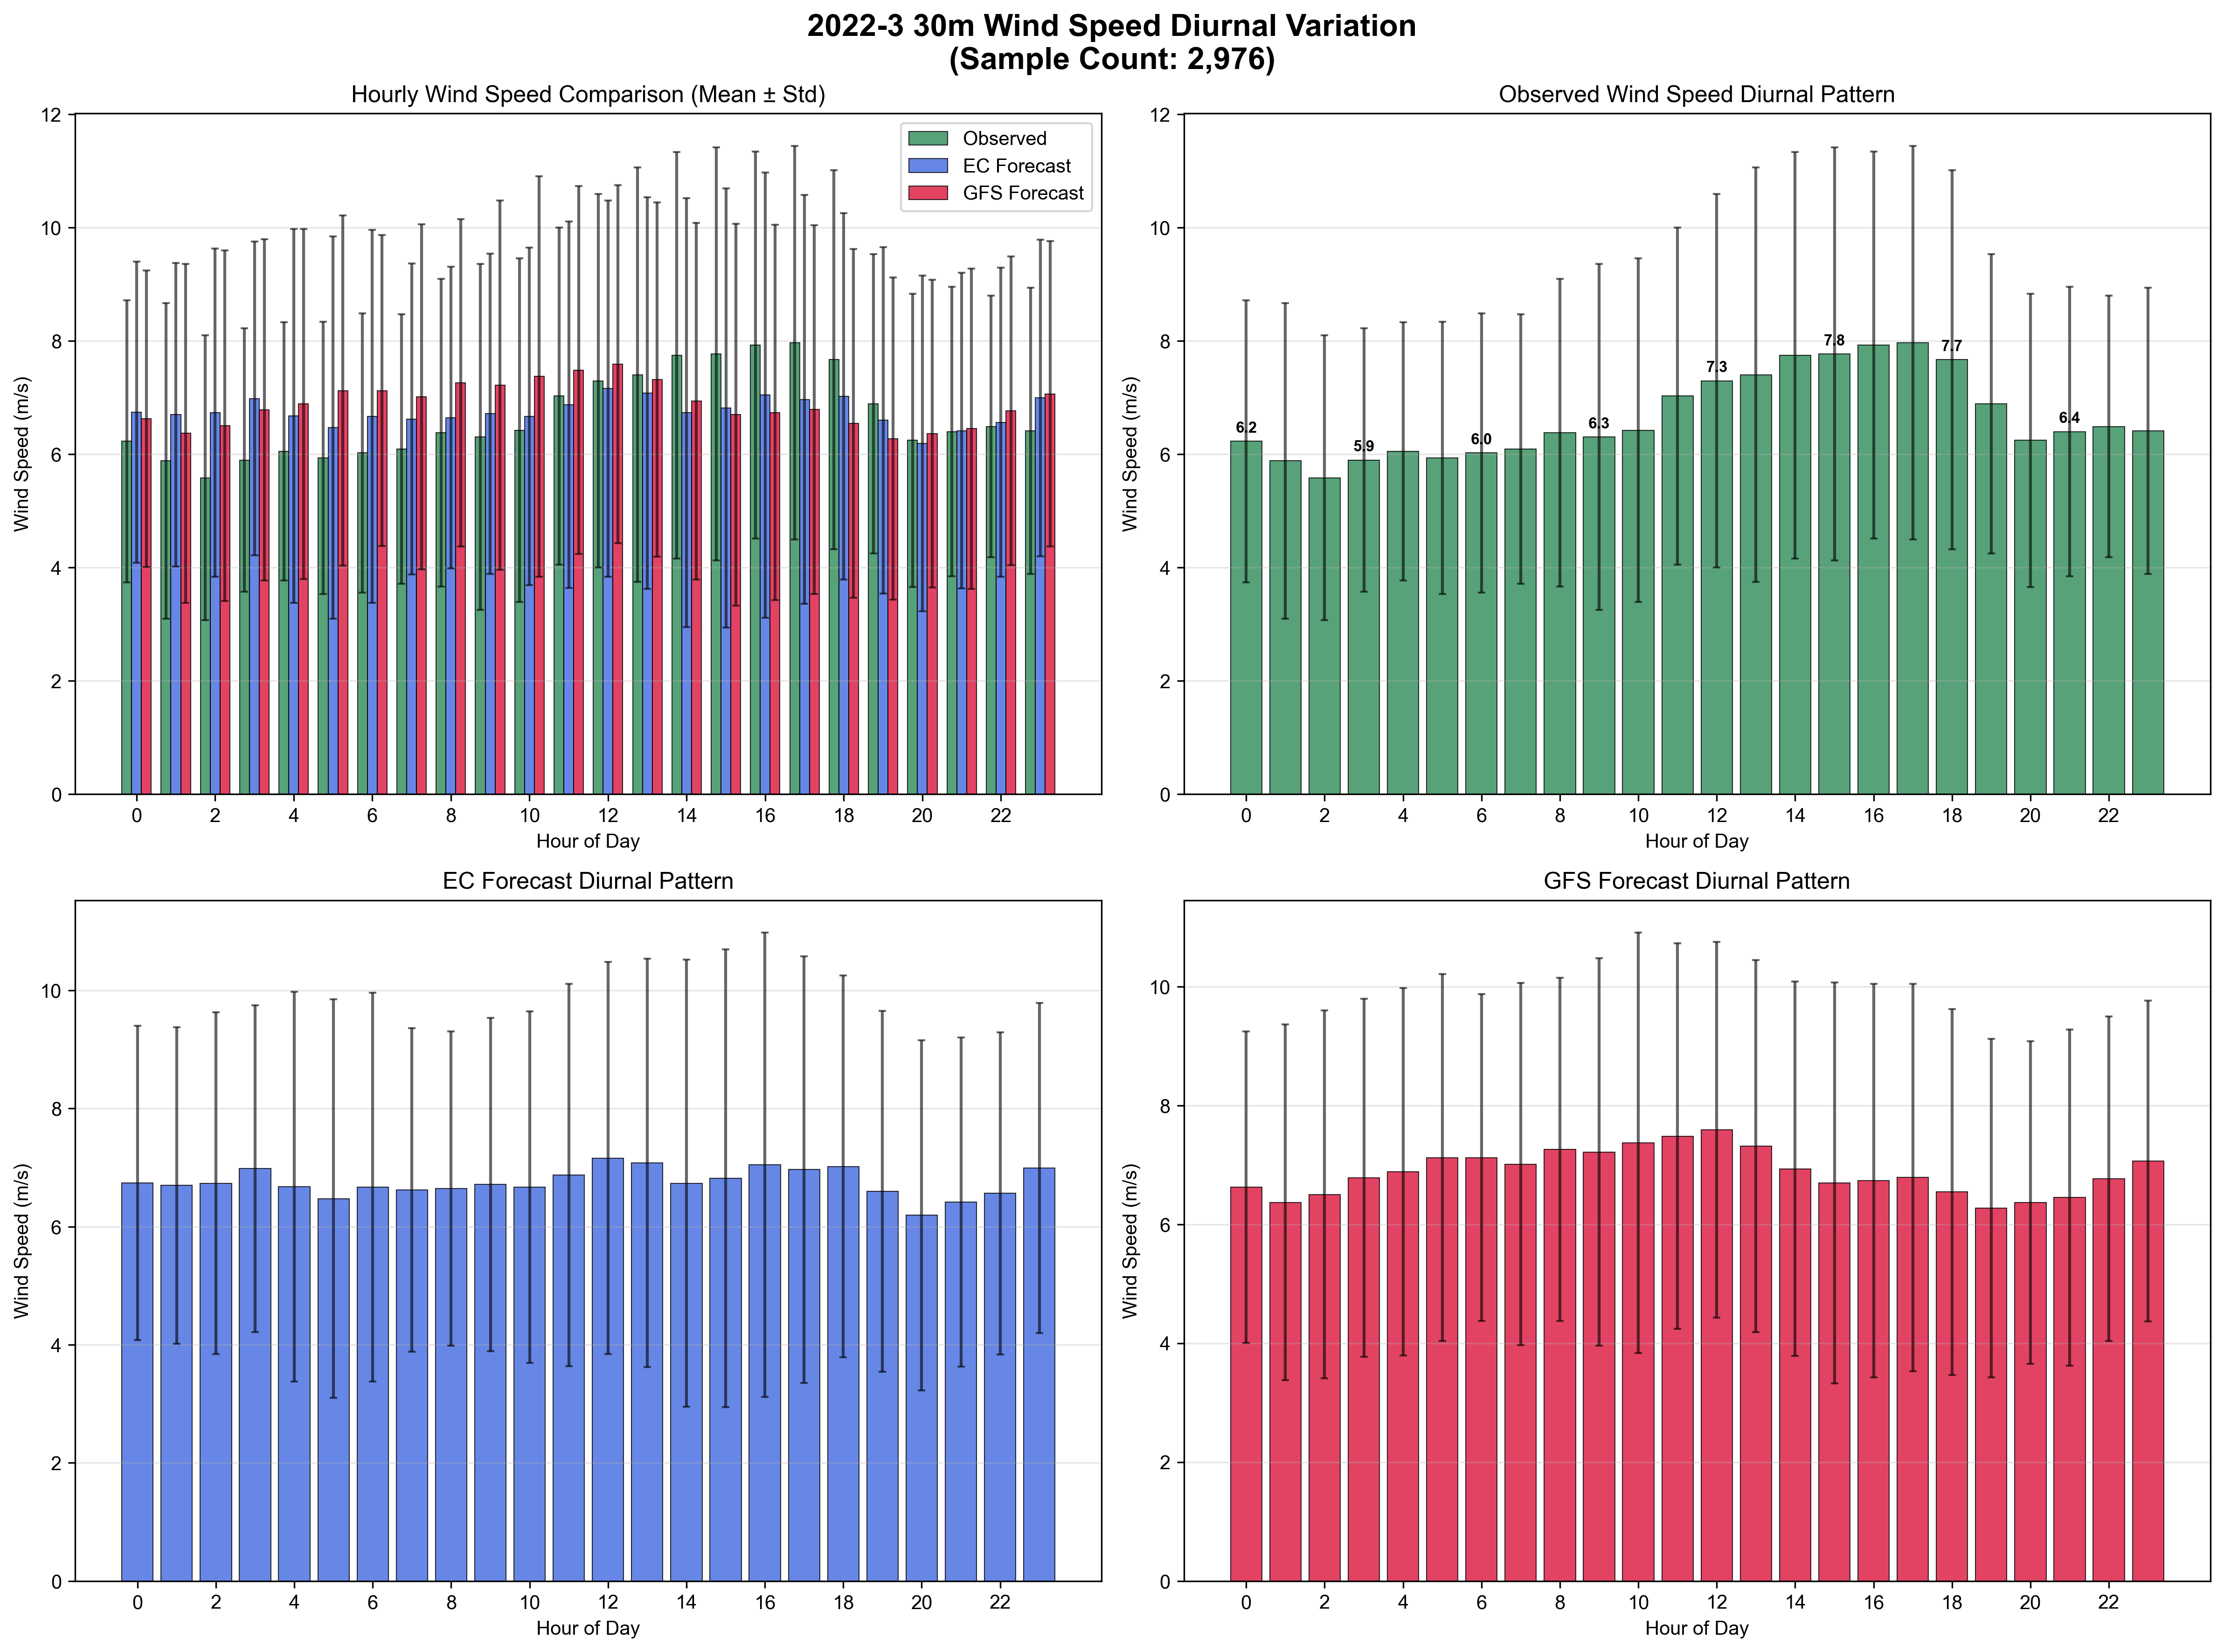 2022-3 30m Wind Speed Diurnal Variation
(Sample Count: 2,976)
Hourly Wind Speed Comparison (Mean ± Std)
Wind Speed (m/s)
12
10
8
6
4
2
0
Observed
EC Forecast
GFS Forecast
0 2 4 6 8 10 12 14 16 18 20 22
Hour of Day
Observed Wind Speed Diurnal Pattern
Wind Speed (m/s)
12
10
8
6
4
2
0
6.2 5.9 6.0 6.3 7.3 7.8 7.7 6.4
0 2 4 6 8 10 12 14 16 18 20 22
Hour of Day
EC Forecast Diurnal Pattern
Wind Speed (m/s)
10
8
6
4
2
0
0 2 4 6 8 10 12 14 16 18 20 22
Hour of Day
GFS Forecast Diurnal Pattern
Wind Speed (m/s)
10
8
6
4
2
0
0 2 4 6 8 10 12 14 16 18 20 22
Hour of Day